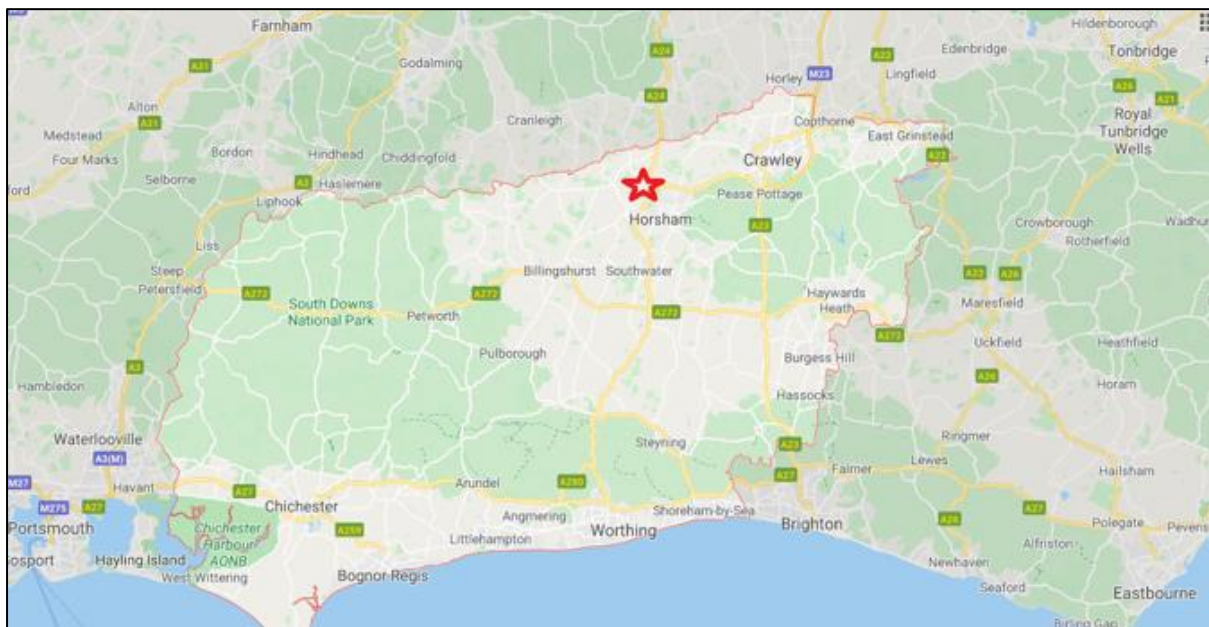 Farnham
A31
Godalming
A24
Hildenborough
Edenbridge
Tonbridge
M23
A22
Lingfield
Horley
Alton
A31
A24
A26
A21
Medstead
Cranleigh
Copthorne
Royal
Tunbridge
Wells
Four Marks
Bordon
Hindhead
Chiddingfold
East Grinstead
Crawley
A22
Selborne
A3
Haslemere
Pease Pottage
Liphook
Horsham
A23
Crowborough
Rotherfield
Liss
Steep
Petersfield
Billingshurst
Southwater
A22
A26
A272
South Downs
National Park
A272
Haywards
Heath
Maresfield
Petworth
A272
A272
Uckfield
Heathfield
Pulborough
Burgess Hill
A3
A26
Horam
Hambledon
Hassocks
Waterlooville
Steyning
A23
Ringmer
A3(M)
Lewes
Hailsham
M27
Havant
A27
Arundel
A280
A27
Falmer
M275
A27
Chichester
Angmering
Shoreham-by-Sea
Portsmouth
Chichester
Harbour
AONB
A259
Littlehampton
Worthing
Brighton
A26
A27
Polegate
Gosport
Hayling Island
West Wittering
Bognor Regis
Alfriston
Newhaven
Seaford
Eastbourne
Birling Gap